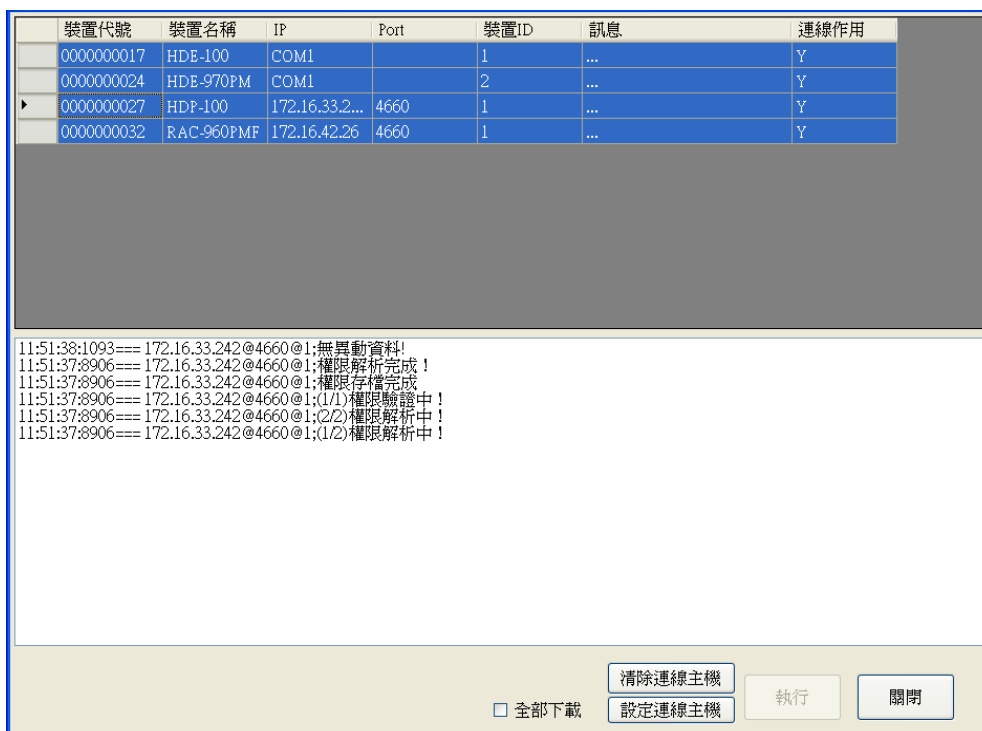 裝置代號 裝置名稱 IP Port 裝置ID 訊息 連線作用
0000000017 HDE-100 COM1 1 ... Y
0000000024 HDE-970PM COM1 2 ... Y
0000000027 HDP-100 172.16.33.2... 4660 1 ... Y
0000000032 RAC-960PMF 172.16.42.26 4660 1 ... Y
11:51:38:1093=== 172.16.33.242@4660@1;無異動資料!
11:51:37:8906=== 172.16.33.242@4660@1;權限解析完成！
11:51:37:8906=== 172.16.33.242@4660@1;權限存檔完成
11:51:37:8906=== 172.16.33.242@4660@1;(1/1)權限驗證中！
11:51:37:8906=== 172.16.33.242@4660@1;(2/2)權限解析中！
11:51:37:8906=== 172.16.33.242@4660@1;(1/2)權限解析中！
清除連線主機
全部下載 設定連線主機 執行 關閉